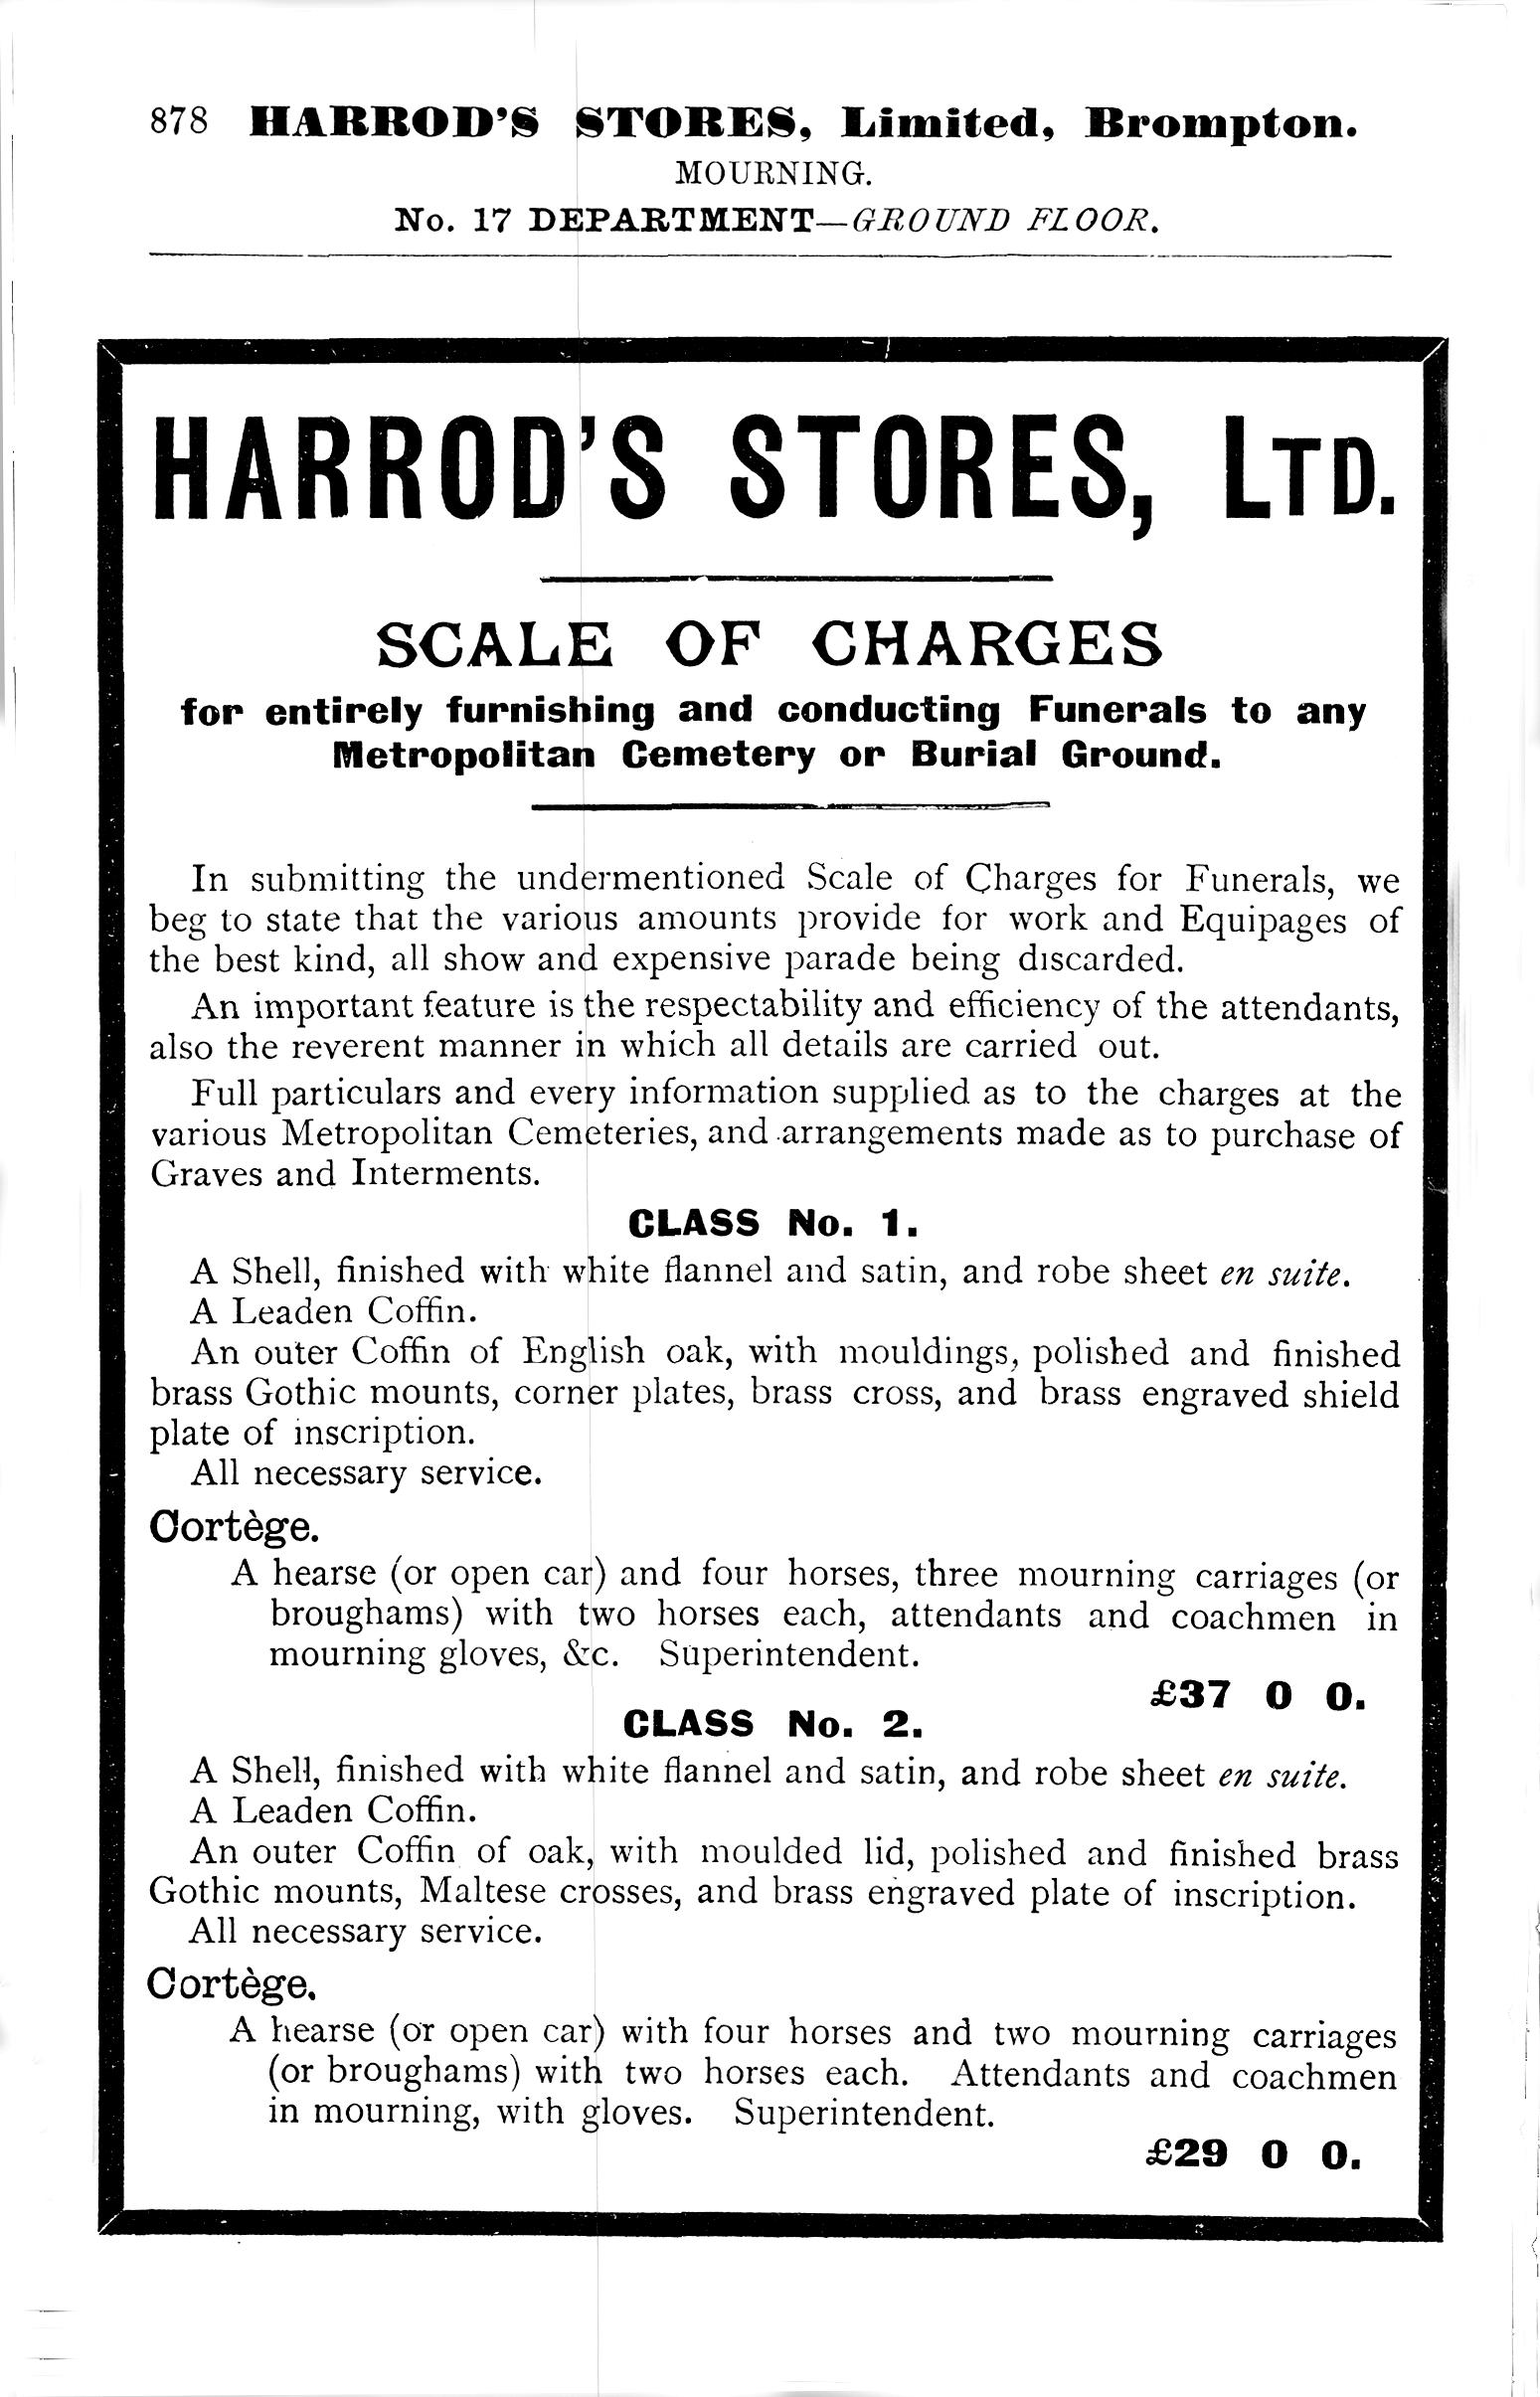 878 HARROD'S STORES, Limited, Brompton.
MOURNING.
No. 17 DEPARTMENT—GROUND FLOOR.
HARROD'S STORES, LTD.
SCALE OF CHARGES
for entirely furnishing and conducting Funerals to any
Metropolitan Cemetery or Burial Ground.
In submitting the undermentioned Scale of Charges for Funerals, we
beg to state that the various amounts provide for work and Equipages of
the best kind, all show and expensive parade being discarded.
An important feature is the respectability and efficiency of the attendants,
also the reverent manner in which all details are carried out.
Full particulars and every information supplied as to the charges at the
various Metropolitan Cemeteries, and arrangements made as to purchase of
Graves and Interments.
CLASS No. 1.
A Shell, finished with white flannel and satin, and robe sheet en suite.
A Leaden Coffin.
An outer Coffin of English oak, with mouldings, polished and finished
brass Gothic mounts, corner plates, brass cross, and brass engraved shield
plate of inscription.
All necessary service.
Cortège.
A hearse (or open car) and four horses, three mourning carriages (or
broughams) with two horses each, attendants and coachmen in
mourning gloves, &c. Superintendent.
£37 0 0.
CLASS No. 2.
A Shell, finished with white flannel and satin, and robe sheet en suite.
A Leaden Coffin.
An outer Coffin of oak, with moulded lid, polished and finished brass
Gothic mounts, Maltese crosses, and brass engraved plate of inscription.
All necessary service.
Cortège.
A hearse (or open car) with four horses and two mourning carriages
(or broughams) with two horses each. Attendants and coachmen
in mourning, with gloves. Superintendent.
£29 0 0.